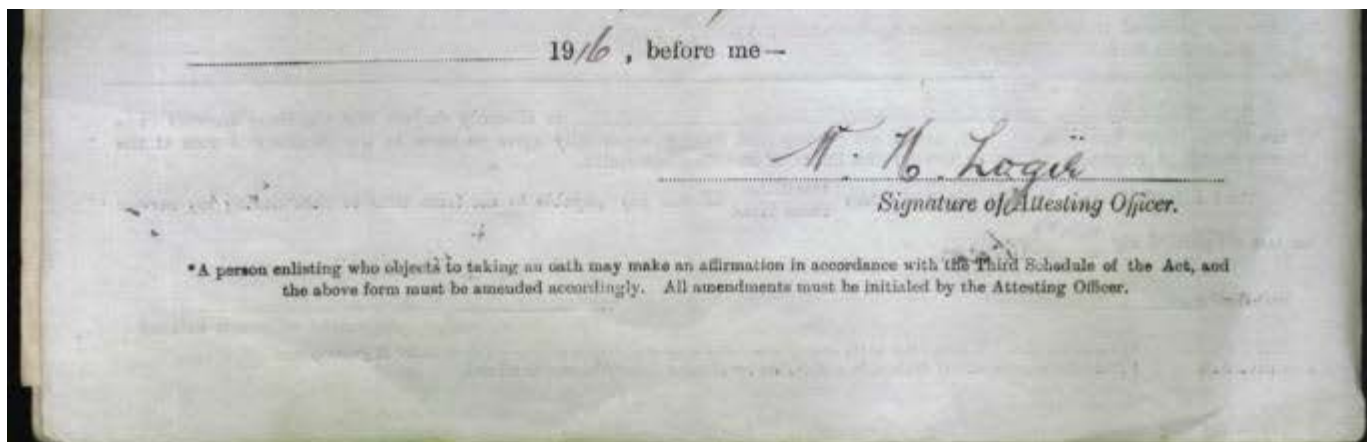 1916, before me—
W. H. Logie
Signature of Attesting Officer.
*A person enlisting who objects to taking an oath may make an affirmation in accordance with the Third Schedule of the Act, and
the above form must be amended accordingly. All amendments must be initialed by the Attesting Officer.